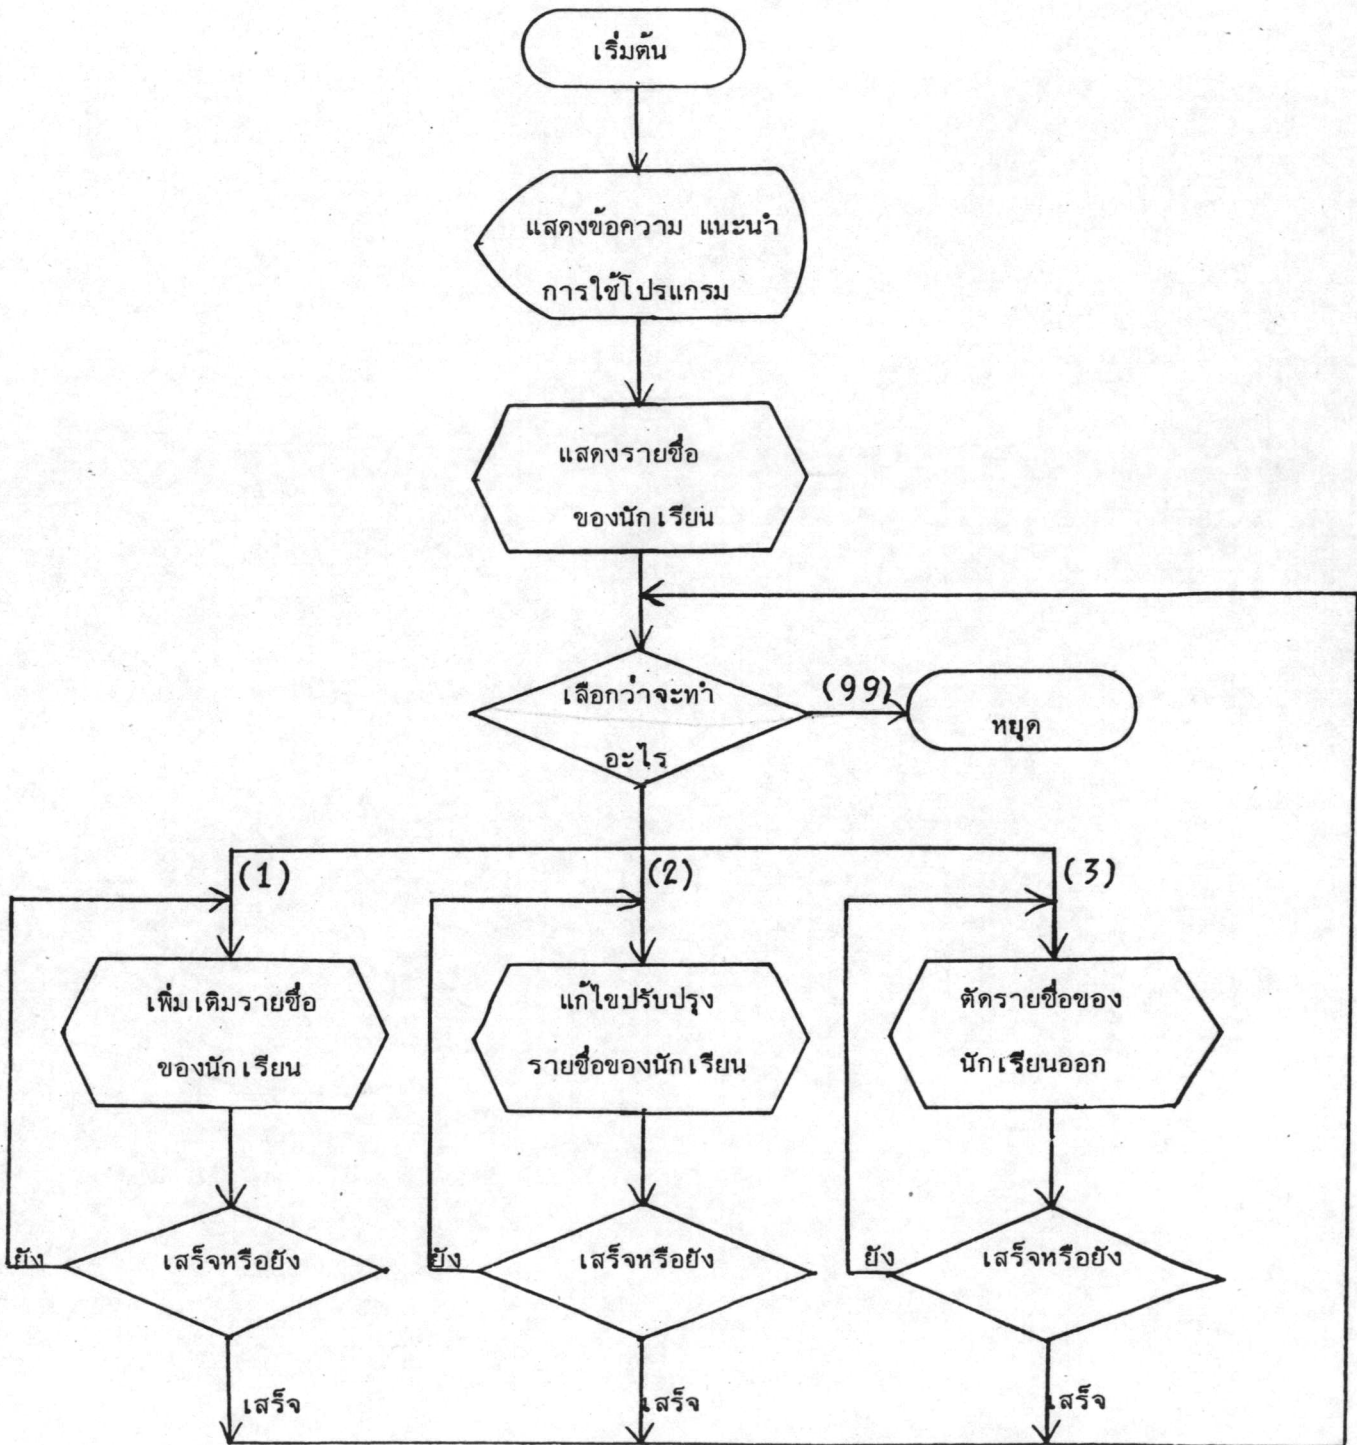 เริ่มต้น
แสดงข้อความ แนะนำ
การใช้โปรแกรม
แสดงรายชื่อ
ของนักเรียน
เลือกว่าจะทำ
อะไร
(99)
หยุด
(1)
(2)
(3)
เพิ่มเติมรายชื่อ
ของนักเรียน
แก้ไขปรับปรุง
รายชื่อของนักเรียน
ตัดรายชื่อของ
นักเรียนออก
ยัง
เสร็จหรือยัง
ยัง
เสร็จหรือยัง
ยัง
เสร็จหรือยัง
เสร็จ
เสร็จ
เสร็จ